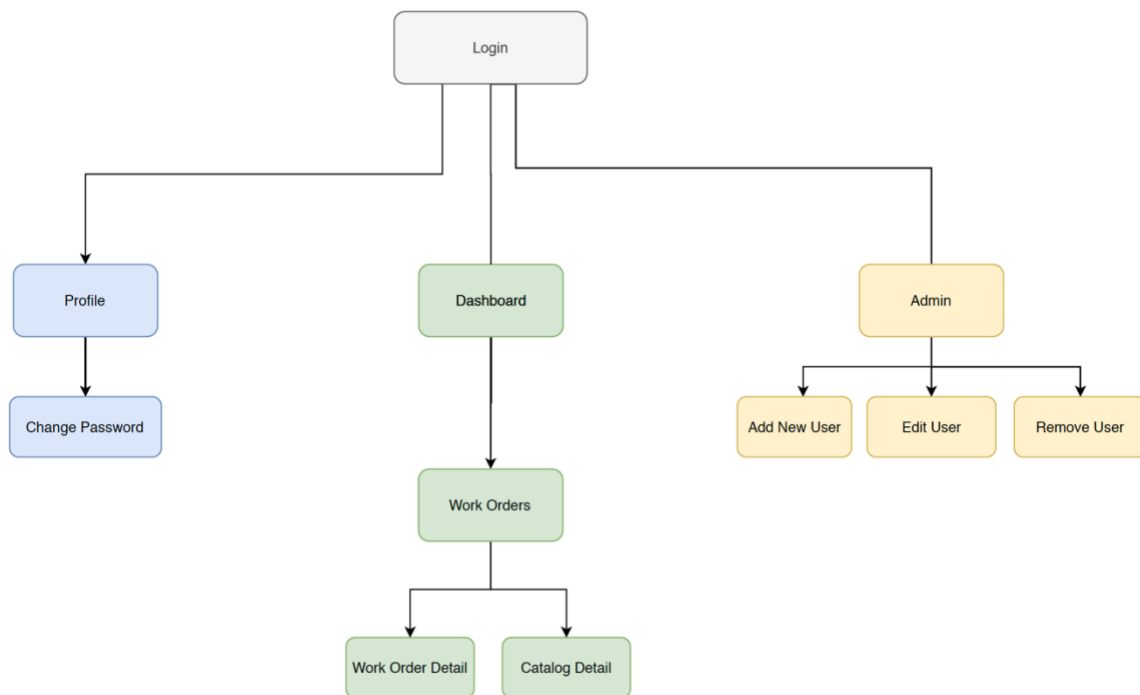 Login
Profile
Dashboard
Admin
Change Password
Add New User
Edit User
Remove User
Work Orders
Work Order Detail
Catalog Detail